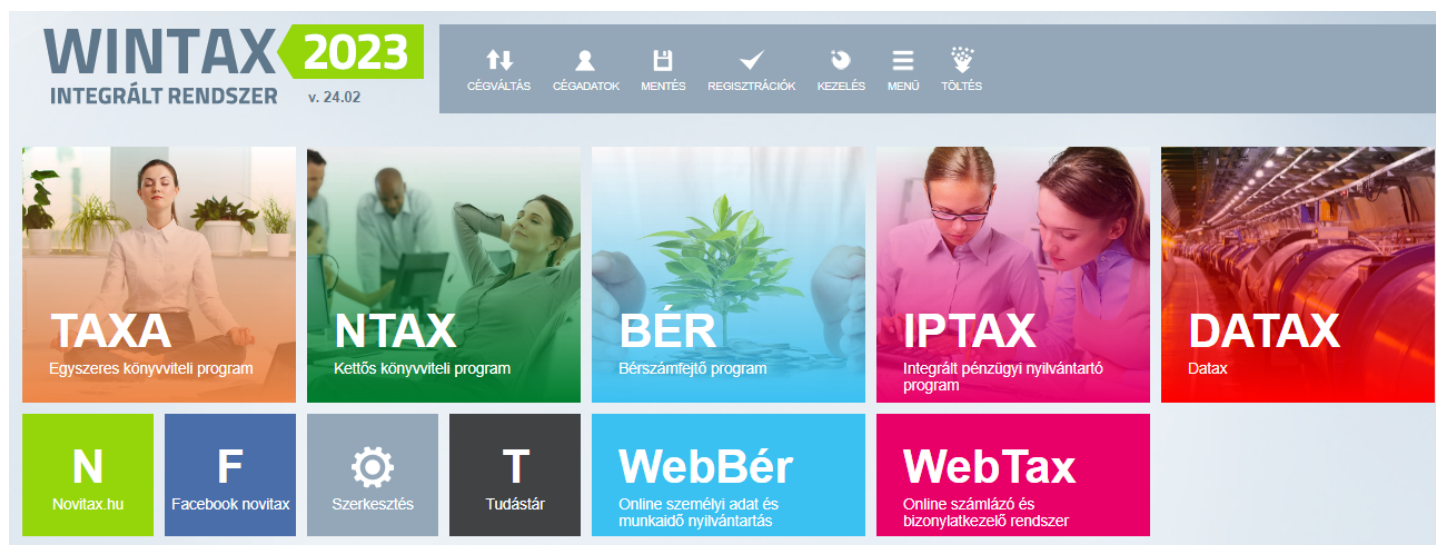 WINTAX 2023
INTEGRÁLT RENDSZER v. 24.02
CÉGVÁLTÁS CÉGADATOK MENTÉS REGISZTRÁCIÓK KEZELÉS MENÜ TÖLTÉS
TAXA
Egyszeres könyvviteli program
NTAX
Kettős könyvviteli program
BÉR
Bérszámfejtő program
IPTAX
Integrált pénzügyi nyilvántartó
program
DATAX
Datax
N
Novitax.hu
F
Facebook novitax
Szerkesztés
T
Tudástár
WebBér
Online személyi adat és
munkaidő nyilvántartás
WebTax
Online számlázó és
bizonylatkezelő rendszer